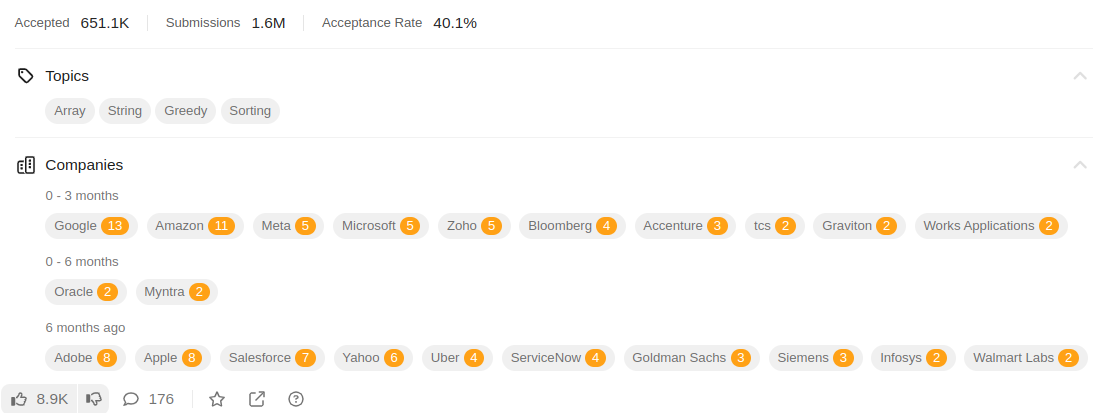 Accepted 651.1K Submissions 1.6M Acceptance Rate 40.1%
Topics
Array String Greedy Sorting
Companies
0 - 3 months
Google 13 Amazon 11 Meta 5 Microsoft 5 Zoho 5 Bloomberg 4 Accenture 3 tcs 2 Graviton 2 Works Applications 2
0 - 6 months
Oracle 2 Myntra 2
6 months ago
Adobe 8 Apple 8 Salesforce 7 Yahoo 6 Uber 4 ServiceNow 4 Goldman Sachs 3 Siemens 3 Infosys 2 Walmart Labs 2
8.9K 176